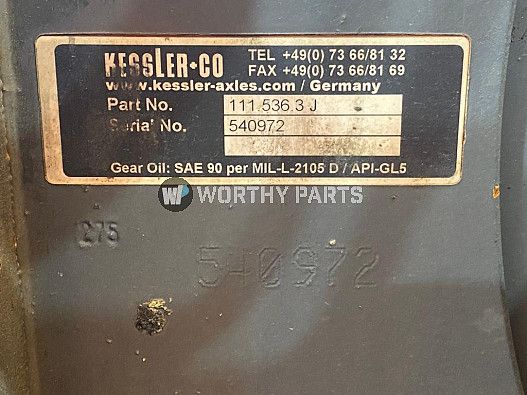 KESSLER+CO
TEL +49(0) 73 66/81 32
FAX +49(0) 73 66/81 69
www.kessler-axles.com / Germany
Part No. 111.536.3 J
Serial No. 540972
Gear Oil: SAE 90 per MIL-L-2105 D / API-GL5
WORTHY PARTS
275
540972